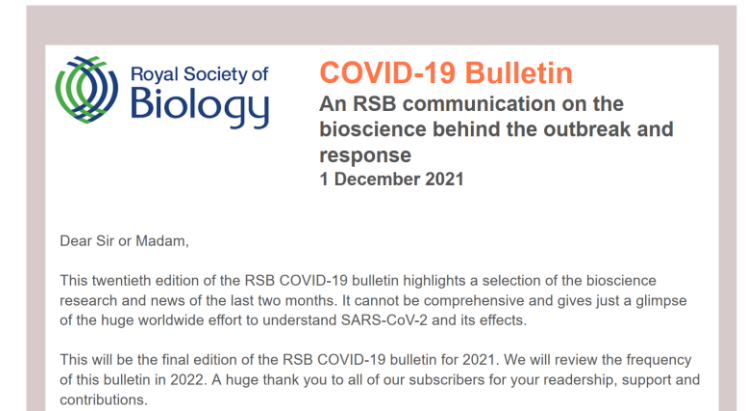 Royal Society of
Biology
COVID-19 Bulletin
An RSB communication on the
bioscience behind the outbreak and
response
1 December 2021
Dear Sir or Madam,
This twentieth edition of the RSB COVID-19 bulletin highlights a selection of the bioscience
research and news of the last two months. It cannot be comprehensive and gives just a glimpse
of the huge worldwide effort to understand SARS-CoV-2 and its effects.
This will be the final edition of the RSB COVID-19 bulletin for 2021. We will review the frequency
of this bulletin in 2022. A huge thank you to all of our subscribers for your readership, support and
contributions.